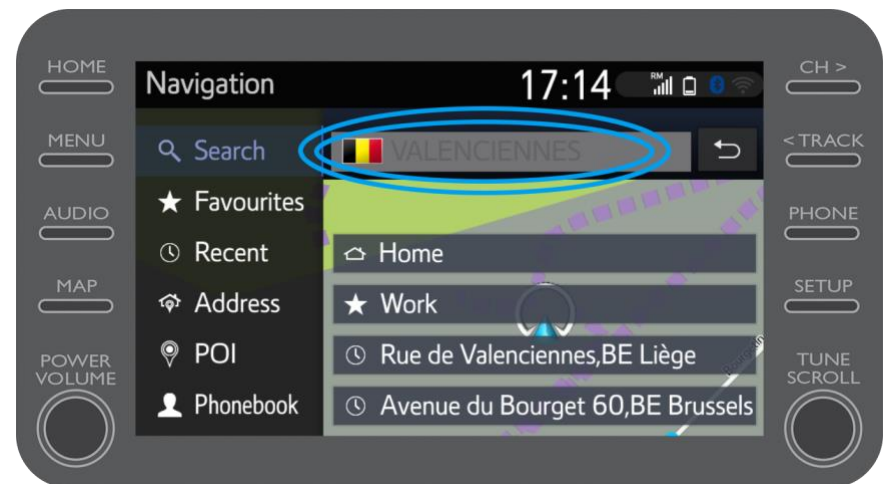 HOME
MENU
AUDIO
MAP
POWER
VOLUME
Navigation
17:14
RM
Search
VALENCIENNES
Favourites
Recent
Address
POI
Phonebook
Home
Work
Rue de Valenciennes,BE Liège
Avenue du Bourget 60,BE Brussels
CH >
< TRACK
PHONE
SETUP
TUNE
SCROLL